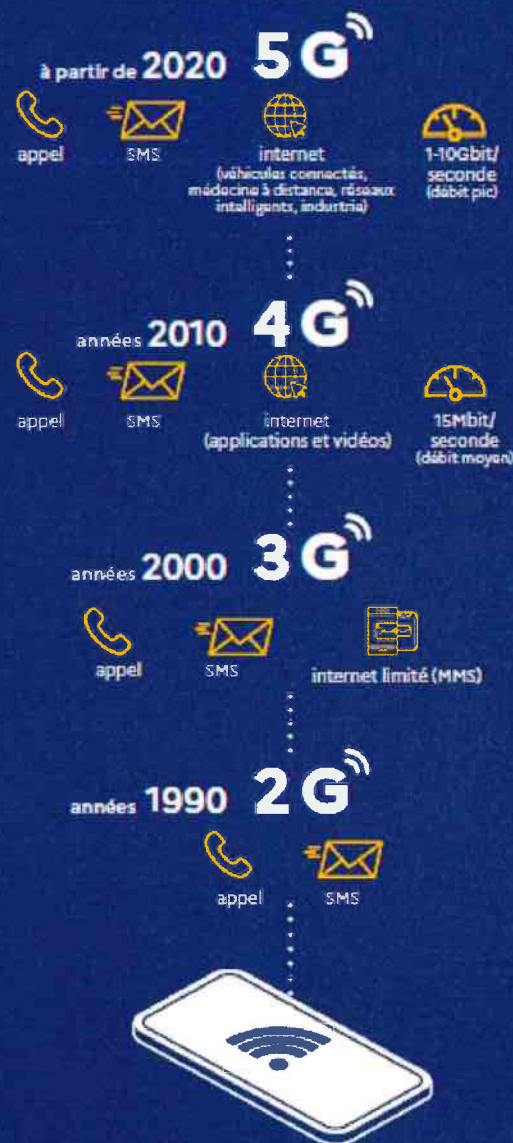 à partir de 2020 5G
appel
SMS
internet
(véhicules connectés,
médecine à distance, réseaux
intelligents, industrie)
1-10Gbit/
seconde
(débit pic)
années 2010 4G
appel
SMS
internet
(applications et vidéos)
15Mbit/
seconde
(débit moyen)
années 2000 3G
appel
SMS
internet limité (MMS)
années 1990 2G
appel
SMS